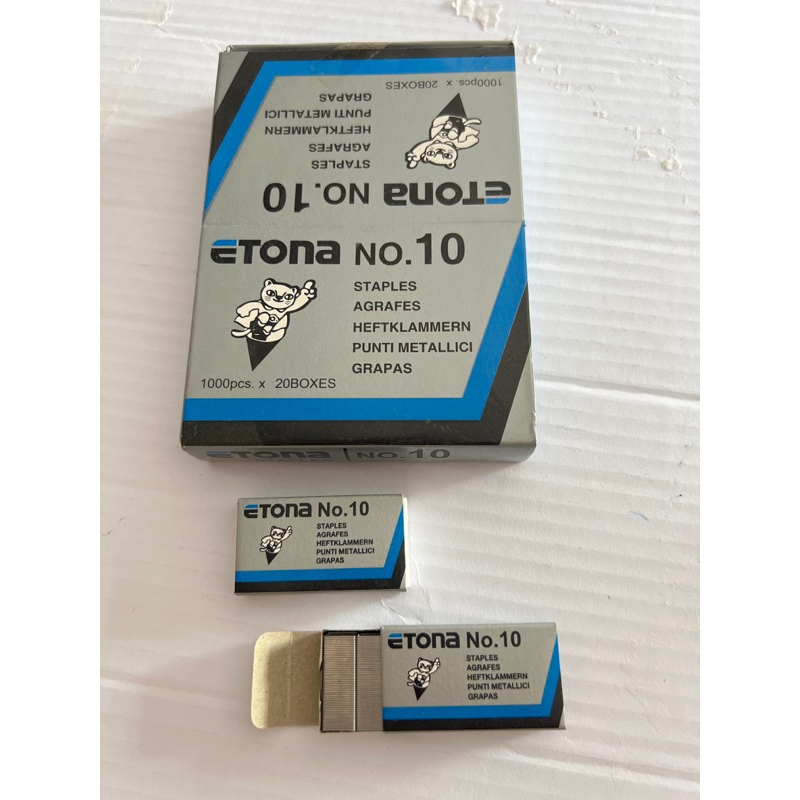 1000pcs. x 20BOXES
GRAPAS
PUNTI METALLICI
HEFTKLAMMERN
AGRAFES
STAPLES
ETONA NO.10
ETONA NO.10
STAPLES
AGRAFES
HEFTKLAMMERN
PUNTI METALLICI
GRAPAS
1000pcs. x 20BOXES
ETONA NO.10
ETONA No.10
STAPLES
AGRAFES
HEFTKLAMMERN
PUNTI METALLICI
GRAPAS
ETONA No.10
STAPLES
AGRAFES
HEFTKLAMMERN
PUNTI METALLICI
GRAPAS